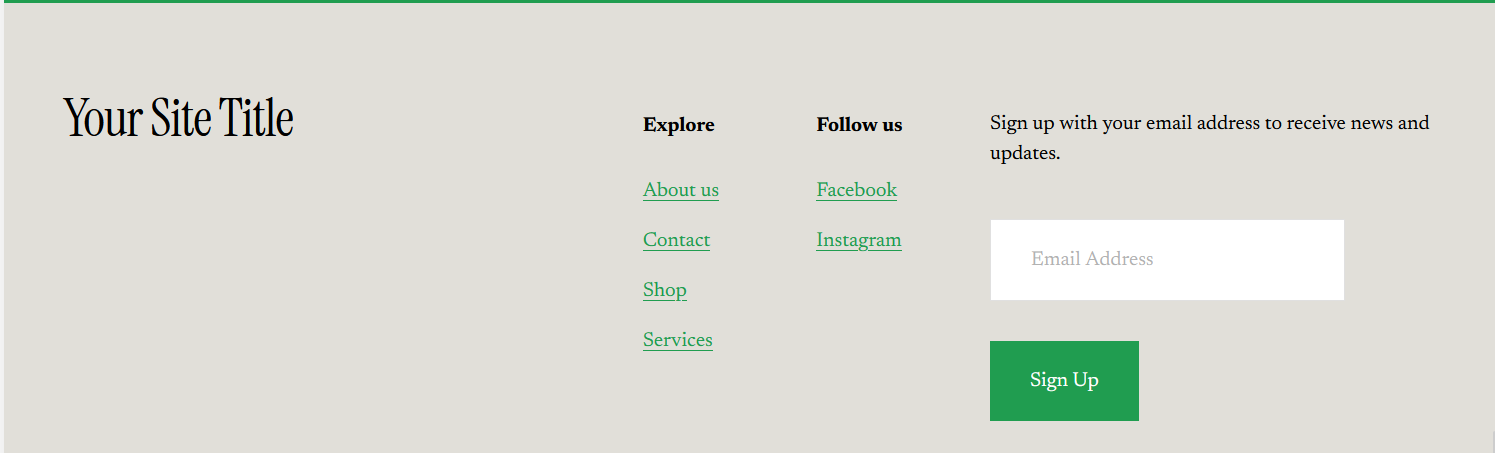 Your Site Title
Explore
About us
Contact
Shop
Services
Follow us
Facebook
Instagram
Sign up with your email address to receive news and
updates.
Email Address
Sign Up